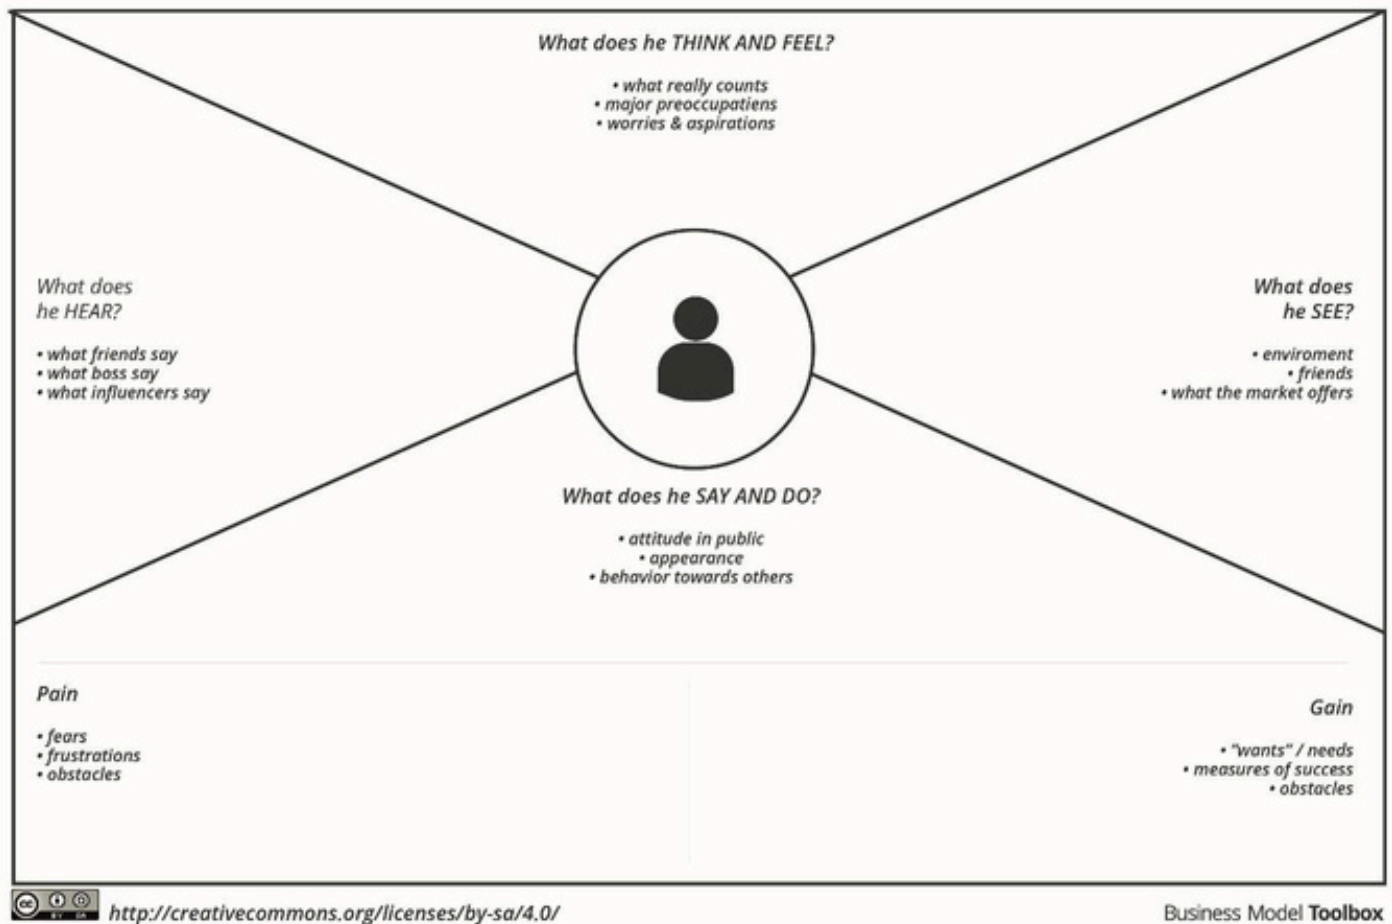 What does he THINK AND FEEL?
• what really counts
• major preoccupatiens
• worries & aspirations
What does
he HEAR?
• what friends say
• what boss say
• what influencers say
What does
he SEE?
• enviroment
• friends
• what the market offers
What does he SAY AND DO?
• attitude in public
• appearance
• behavior towards others
Pain
• fears
• frustrations
• obstacles
Gain
• "wants" / needs
• measures of success
• obstacles
cc
BY SA
http://creativecommons.org/licenses/by-sa/4.0/
Business Model Toolbox